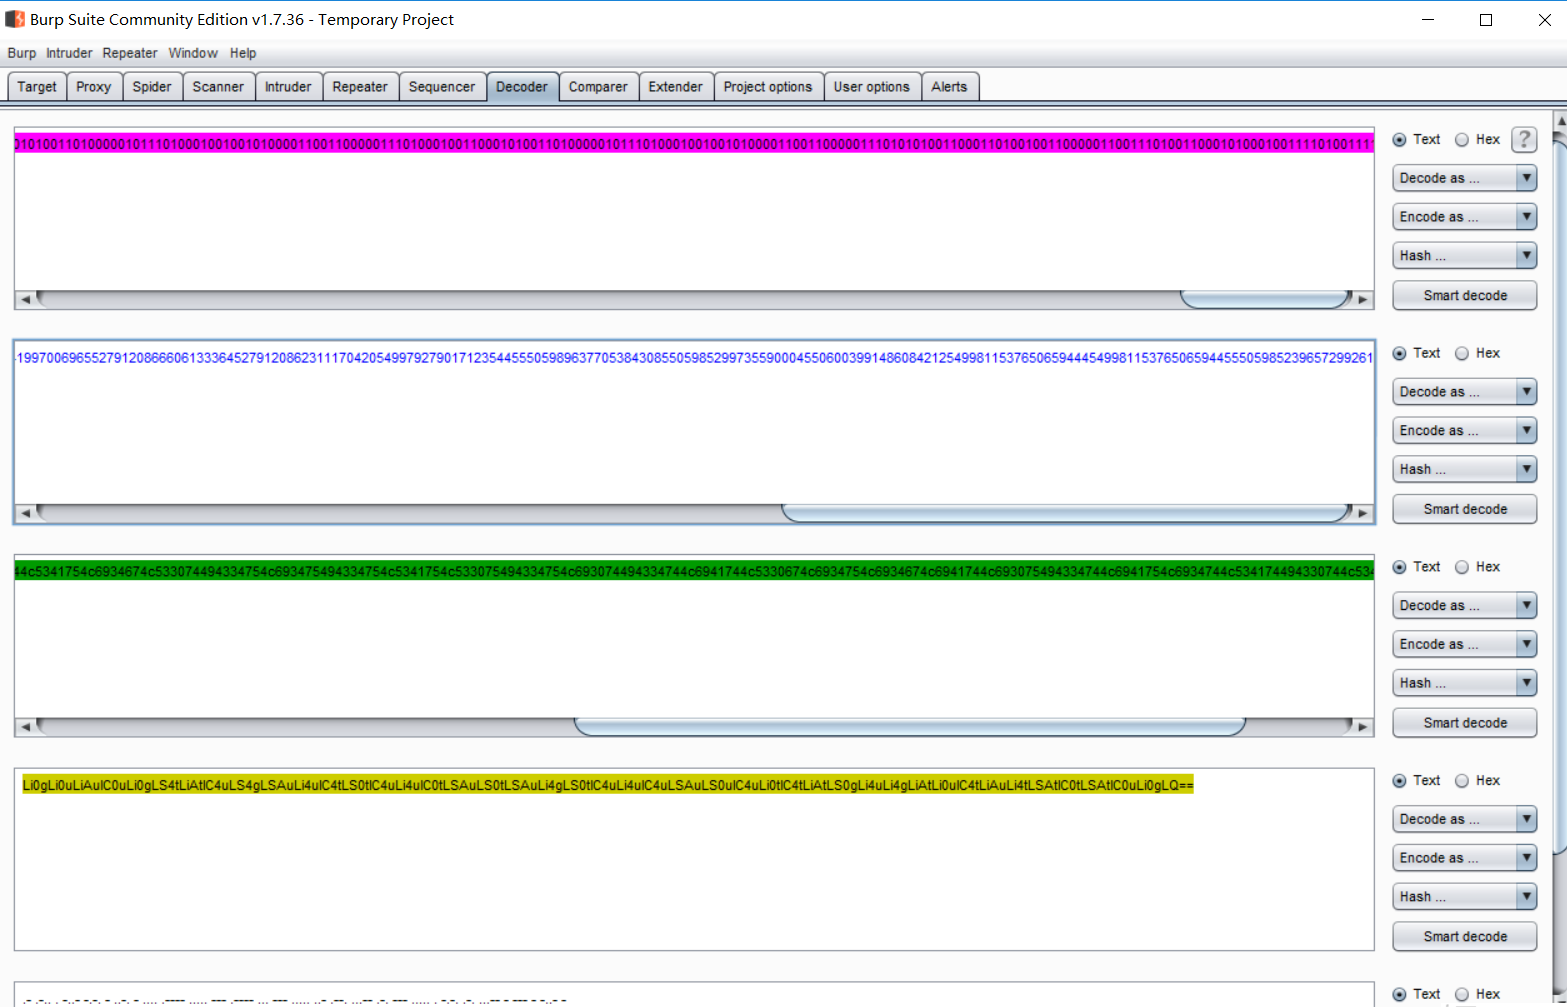 Burp Suite Community Edition v1.7.36 - Temporary Project
Burp Intruder Repeater Window Help
Target Proxy Spider Scanner Intruder Repeater Sequencer Decoder Comparer Extender Project options User options Alerts
Text Hex ?
Decode as ...
Encode as ...
Hash ...
Smart decode
1997006965527912086660613336452791208623111704205499792790171235445550598963770538430855059852997355900045506003991486084212549981153765065944454998115376506594455505985239657299261
Text Hex
Decode as ...
Encode as ...
Hash ...
Smart decode
Text Hex
Decode as ...
Encode as ...
Hash ...
Smart decode
Li0gLi0uLiAuIC0uLi0gLS4tLiAtIC4uLS4gLSAuLi4uIC4tLS0tIC4uLi4uIC0tLSAuLS0tLSAuLi4gLS0tIC4uLi4uIC4uLSAuLS0uIC4uLi0tIC4tLiAtLS0gLi4uLi4gLiAtLi0uIC4tLiAuLi4tLSAtIC0tLSAtIC0uLi0gLQ==
Text Hex
Decode as ...
Encode as ...
Hash ...
Smart decode
Text Hex